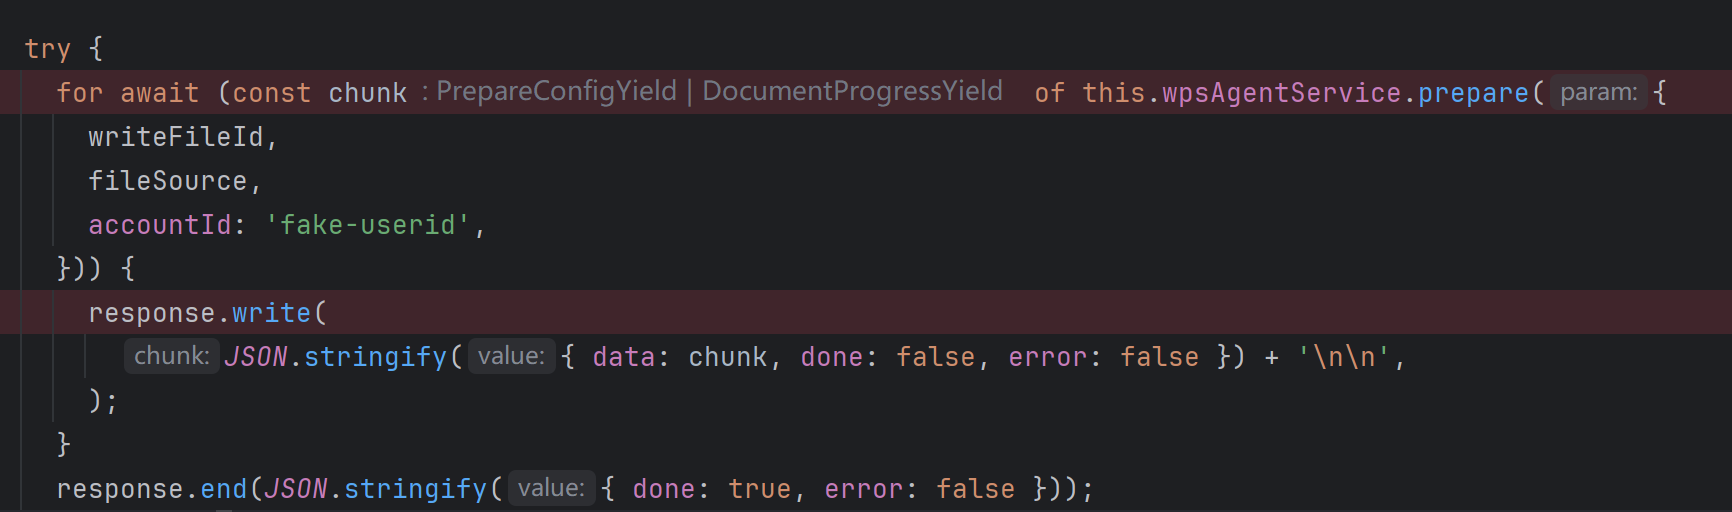 try {
for await (const chunk : PrepareConfigYield | DocumentProgressYield of this.wpsAgentService.prepare( param: {
writeFileId,
fileSource,
accountId: 'fake-userid',
})) {
response.write(
chunk: JSON.stringify( value: { data: chunk, done: false, error: false }) + '\n\n',
);
}
response.end(JSON.stringify( value: { done: true, error: false }));